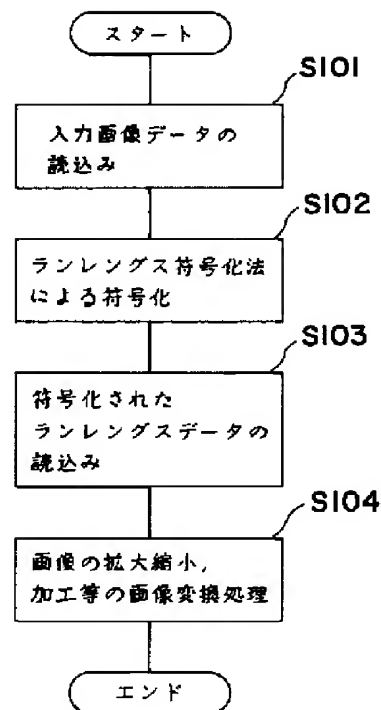 スタート
S101
入力画像データの
読込み
S102
ランレングス符号化法
による符号化
S103
符号化された
ランレングスデータの
読込み
S104
画像の拡大縮小,
加工等の画像変換処理
エンド